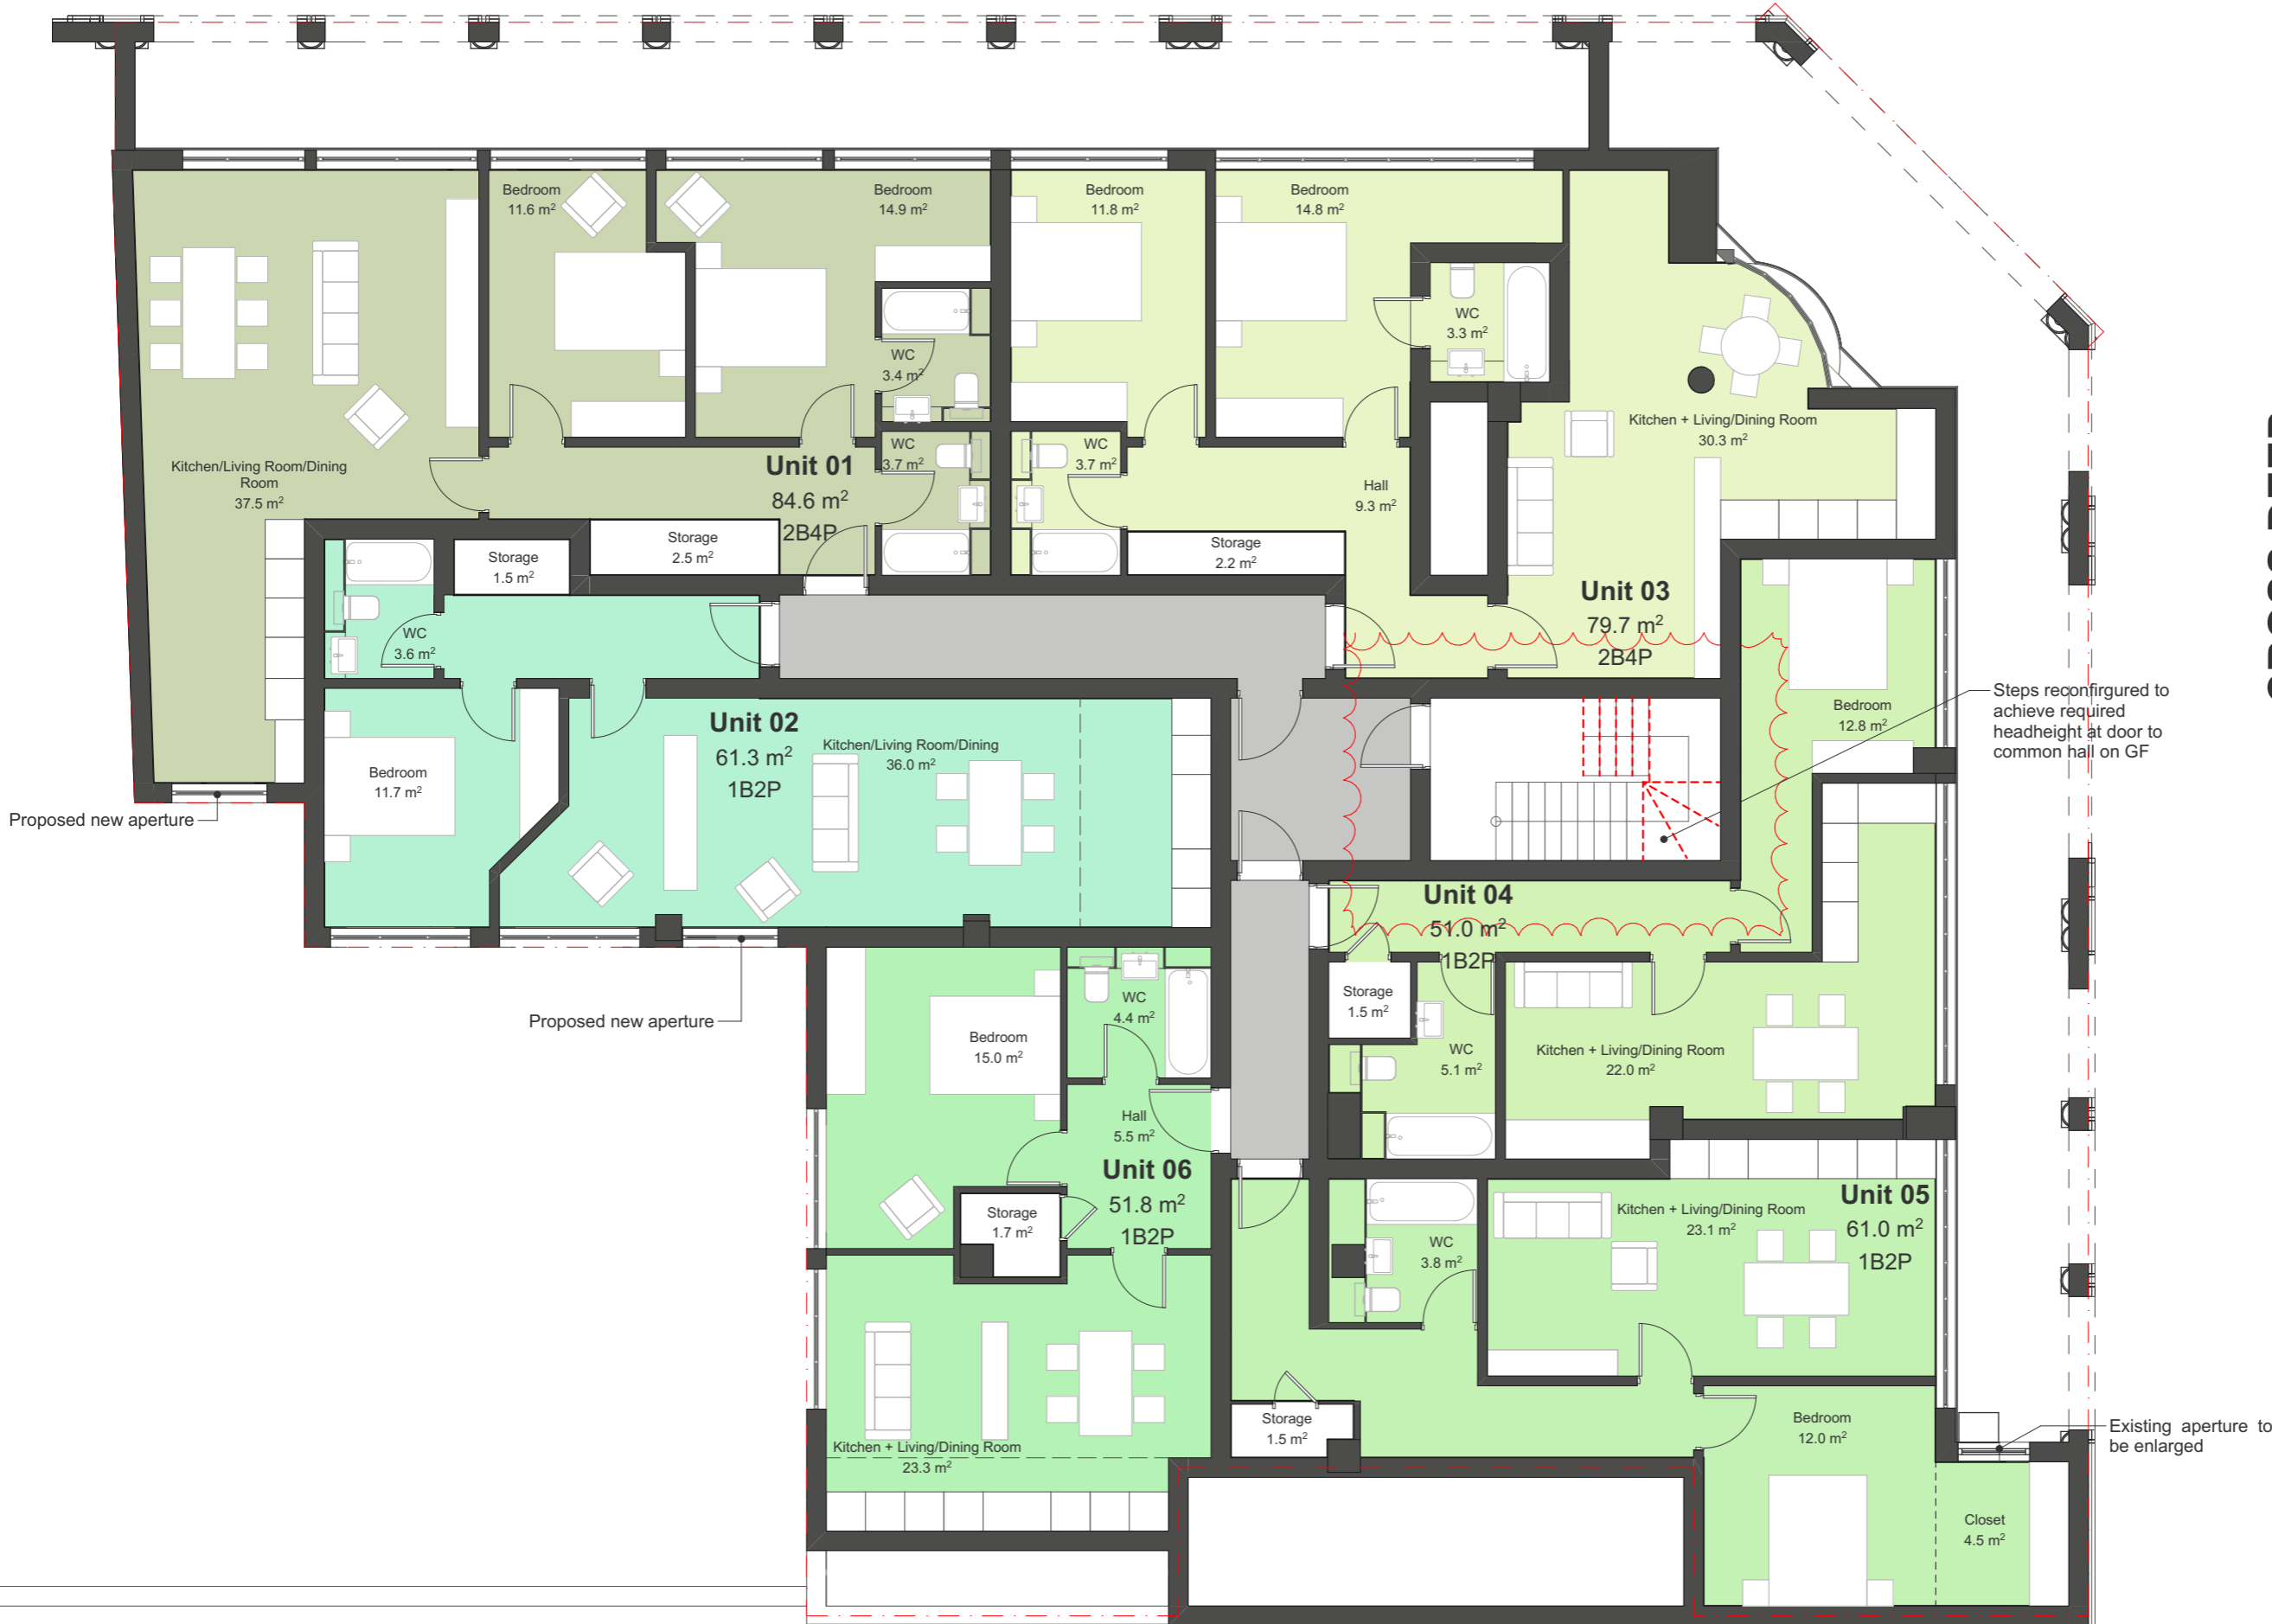 Bedroom
11.6 m²
Bedroom
14.9 m²
Bedroom
11.8 m²
Bedroom
14.8 m²
WC
3.3 m²
WC
3.4 m²
Kitchen + Living/Dining Room
30.3 m²
Kitchen/Living Room/Dining
Room
37.5 m²
Unit 01
84.6 m²
2B4P
WC
3.7 m²
WC
3.7 m²
Hall
9.3 m²
Storage
1.5 m²
Storage
2.5 m²
Storage
2.2 m²
Unit 03
79.7 m²
2B4P
WC
3.6 m²
Steps reconfirgured to
achieve required
headheight at door to
common hall on GF
Bedroom
12.8 m²
Unit 02
61.3 m²
1B2P
Kitchen/Living Room/Dining
36.0 m²
Bedroom
11.7 m²
Proposed new aperture
Unit 04
51.0 m²
1B2P
Proposed new aperture
Storage
1.5 m²
WC
4.4 m²
Bedroom
15.0 m²
WC
5.1 m²
Kitchen + Living/Dining Room
22.0 m²
Hall
5.5 m²
Unit 06
51.8 m²
1B2P
Storage
1.7 m²
WC
3.8 m²
Kitchen + Living/Dining Room
23.1 m²
Unit 05
61.0 m²
1B2P
Kitchen + Living/Dining Room
23.3 m²
Storage
1.5 m²
Bedroom
12.0 m²
Existing aperture to
be enlarged
Closet
4.5 m²